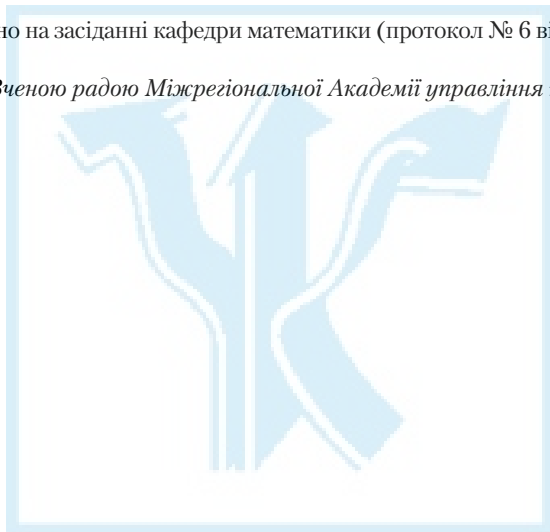 но на засіданні кафедри математики (протокол № 6 ві
Вченою радою Міжрегіональної Академії управління